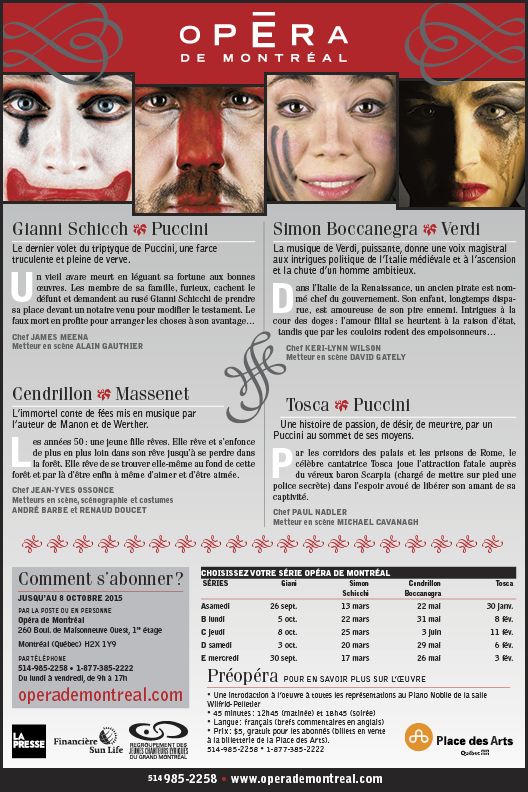 OPĒRA
DE MONTRÉAL
Gianni Schicch Puccini
Le dernier volet du triptyque de Puccini, une farce
truculente et pleine de verve.
Un vieil avare meurt en léguant sa fortune aux bonnes
œuvres. Les membre de sa famille, furieux, cachent le
défunt et demandent au rusé Gianni Schicchi de prendre
sa place devant un notaire venu pour modifier le testament. Le
faux mort en profite pour arranger les choses à son avantage...
Chef JAMES MEENA
Metteur en scène ALAIN GAUTHIER
Simon Boccanegra Verdi
La musique de Verdi, puissante, donne une voix magistral
aux intrigues politique de l'Italie médiévale et à l'ascension
et la chute d'un homme ambitieux.
Dans l'Italie de la Renaissance, un ancien pirate est nom-
mé chef du gouvernement. Son enfant, longtemps dispa-
rue, est amoureuse de son pire ennemi. Intrigues à la
cour des doges : l'amour filial se heurtent à la raison d'état,
tandis que par les couloirs rodent des empoisonneurs...
Chef KERI-LYNN WILSON
Metteur en scène DAVID GATELY
Cendrillon Massenet
L'immortel conte de fées mis en musique par
l'auteur de Manon et de Werther.
Les années 50 : une jeune fille rêves. Elle rêve et s'enfonce
de plus en plus loin dans son rêve jusqu'à se perdre dans
la forêt. Elle rêve de se trouver elle-même au fond de cette
forêt et par là d'être enfin à même d'aimer et d'être aimée.
Chef JEAN-YVES OSSONCE
Metteurs en scène, scénographie et costumes
ANDRÉ BARBE et RENAUD DOUCET
Tosca Puccini
Une histoire de passion, de désir, de meurtre, par un
Puccini au sommet de ses moyens.
Par les corridors des palais et les prisons de Rome, le
célèbre cantatrice Tosca joue l'attraction fatale auprès
du véreux baron Scarpia (chargé de mettre sur pied une
police secrète) dans l'espoir avoué de libérer son amant de sa
captivité.
Chef PAUL NADLER
Metteur en scène MICHAEL CAVANAGH
Comment s'abonner?
JUSQU'AU 8 OCTOBRE 2015
PAR LA POSTE OU EN PERSONNE
Opéra de Montréal
260 Boul. de Maisonneuve Ouest, 1er étage
Montréal (Québec) H2X 1Y9
PAR TÉLÉPHONE
514-985-2258 • 1-877-385-2222
Du lundi à vendredi, de 9h à 17h
operademontreal.com
CHOISISSEZ VOTRE SÉRIE OPÉRA DE MONTRÉAL
SÉRIES Giani Simon Cendrillon Tosca
Schicchi Boccanegra
Asamedi 26 sept. 13 mars 22 mai 30 janv.
B lundi 5 oct. 22 mars 31 mai 8 fév.
C jeudi 8 oct. 25 mars 3 juin 11 fév.
D samedi 3 oct. 20 mars 29 mai 6 fév.
E mercredi 30 sept. 17 mars 26 mai 3 fév.
Préopéra POUR EN SAVOIR PLUS SUR L'ŒUVRE
* Une introduction à l'oeuvre à toutes les représentations au Piano Nobile de la salle
Wilfrid-Pelletier
* 45 minutes : 12h45 (matinée) et 18h45 (soirée)
* Langue : français (brefs commentaires en anglais)
* Prix : $5, gratuit pour les abonnés (billets en vente
à la billeterie de la Place des Arts).
514-985-2258 * 1-877-385-2222
LA
PRESSE
Financière
Sun Life
REGROUPEMENT DES
JEUNES CHANTEURS LYRIQUES
DU GRAND MONTRÉAL
Place des Arts
Québec
514 985-2258 • www.operademontreal.com